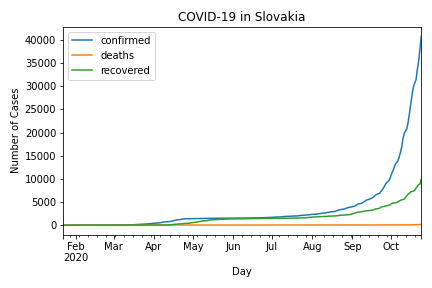 COVID-19 in Slovakia
confirmed
deaths
recovered
Number of Cases
40000
35000
30000
25000
20000
15000
10000
5000
0
Feb Mar Apr May Jun Jul Aug Sep Oct
2020
Day